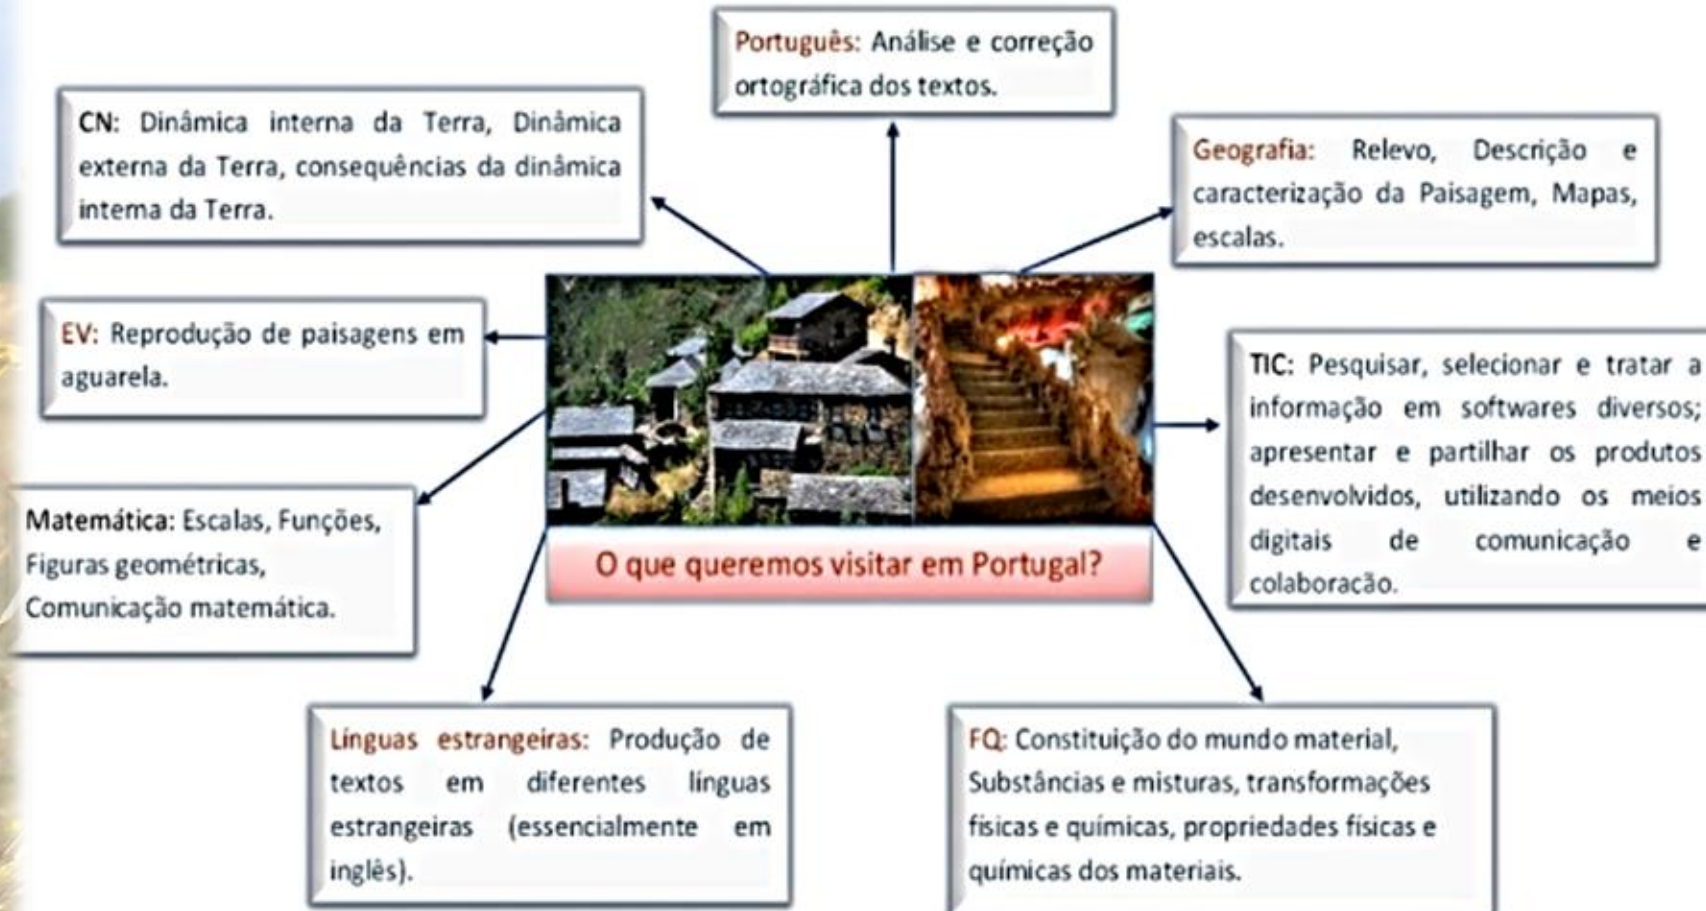 Português: Análise e correção
ortográfica dos textos.
CN: Dinâmica interna da Terra, Dinâmica
externa da Terra, consequências da dinâmica
interna da Terra.
Geografia: Relevo, Descrição e
caracterização da Paisagem, Mapas,
escalas.
EV: Reprodução de paisagens em
aguarela.
TIC: Pesquisar, selecionar e tratar a
informação em softwares diversos;
apresentar e partilhar os produtos
desenvolvidos, utilizando os meios
digitais de comunicação e
colaboração.
Matemática: Escalas, Funções,
Figuras geométricas,
Comunicação matemática.
O que queremos visitar em Portugal?
Línguas estrangeiras: Produção de
textos em diferentes línguas
estrangeiras (essencialmente em
inglês).
FQ: Constituição do mundo material,
Substâncias e misturas, transformações
físicas e químicas, propriedades físicas e
químicas dos materiais.